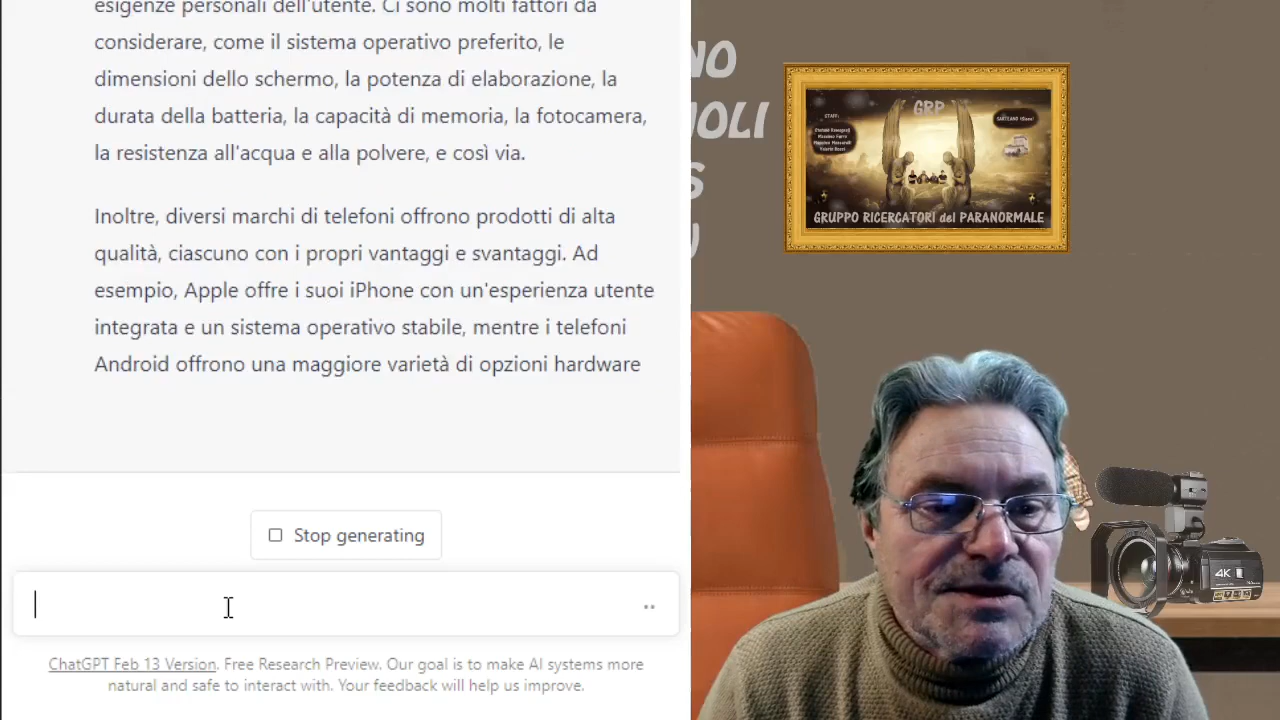 esigenze personali dell'utente. Ci sono molti fattori da
considerare, come il sistema operativo preferito, le
dimensioni dello schermo, la potenza di elaborazione, la
durata della batteria, la capacità di memoria, la fotocamera,
la resistenza all'acqua e alla polvere, e così via.
Inoltre, diversi marchi di telefoni offrono prodotti di alta
qualità, ciascuno con i propri vantaggi e svantaggi. Ad
esempio, Apple offre i suoi iPhone con un'esperienza utente
integrata e un sistema operativo stabile, mentre i telefoni
Android offrono una maggiore varietà di opzioni hardware
Stop generating
ChatGPT Feb 13 Version. Free Research Preview. Our goal is to make AI systems more
natural and safe to interact with. Your feedback will help us improve.
NO
OLI
S
GRP
STAFF:
SARTEANO (Siena)
GRUPPO RICERCATORI del PARANORMALE
4K